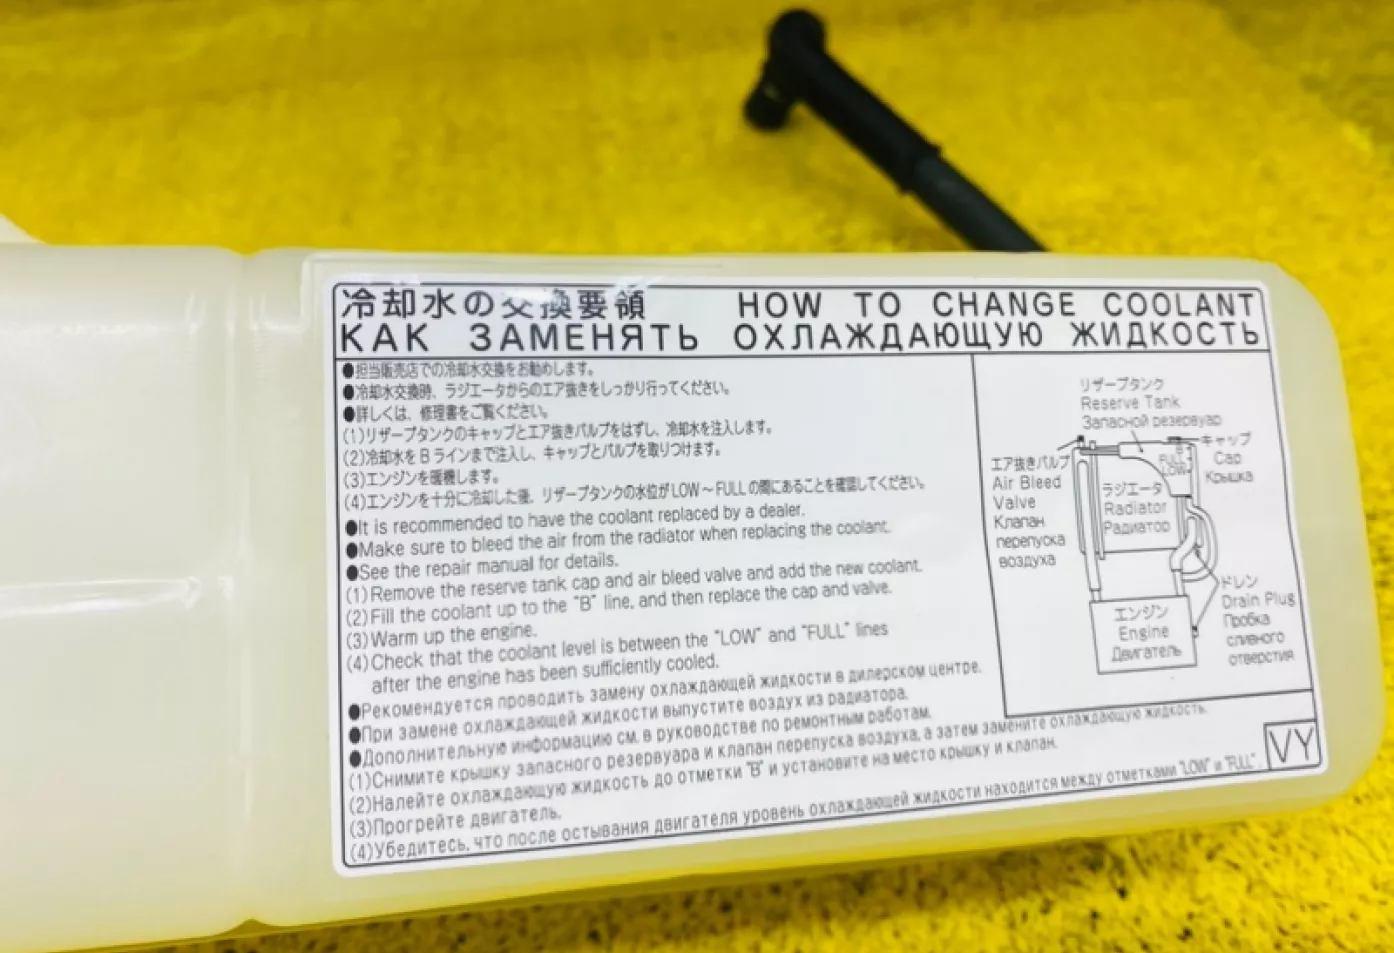 冷却水の交換要領 HOW TO CHANGE COOLANT
КАК ЗАМЕНЯТЬ ОХЛАЖДАЮЩУЮ ЖИДКОСТЬ
●担当販売店での冷却水交換をお勧めします。
●冷却水交換時、ラジエータからのエア抜きをしっかり行ってください。
●詳しくは、修理書をご覧ください。
(1)リザーブタンクのキャップとエア抜きバルブをはずし、冷却水を注入します。
(2)冷却水をBラインまで注入し、キャップとバルブを取りつけます。
(3)エンジンを暖機します。
(4)エンジンを十分に冷却した後、リザーブタンクの水位がLOW～FULLの間にあることを確認してください。
●It is recommended to have the coolant replaced by a dealer.
●Make sure to bleed the air from the radiator when replacing the coolant.
●See the repair manual for details.
(1)Remove the reserve tank cap and air bleed valve and add the new coolant.
(2)Fill the coolant up to the "B" line, and then replace the cap and valve.
(3)Warm up the engine.
(4)Check that the coolant level is between the "LOW" and "FULL" lines
after the engine has been sufficiently cooled.
●Рекомендуется проводить замену охлаждающей жидкости в дилерском центре.
●При замене охлаждающей жидкости выпустите воздух из радиатора.
●Дополнительную информацию см. в руководстве по ремонтным работам.
(1)Снимите крышку запасного резервуара и клапан перепуска воздуха, а затем замените охлаждающую жидкость.
(2)Налейте охлаждающую жидкость до отметки "B" и установите на место крышку и клапан.
(3)Прогрейте двигатель.
(4)Убедитесь, что после остывания двигателя уровень охлаждающей жидкости находится между отметками "LOW" и "FULL".
リザーブタンク
Reserve Tank
Запасной резервуар
キャップ
Cap
Крышка
B
FULL
LOW
エア抜きバルブ
Air Bleed
Valve
Клапан
перепуска
воздуха
ラジエータ
Radiator
Радиатор
ドレン
Drain Plug
Пробка
сливного
отверстия
エンジン
Engine
Двигатель
VY